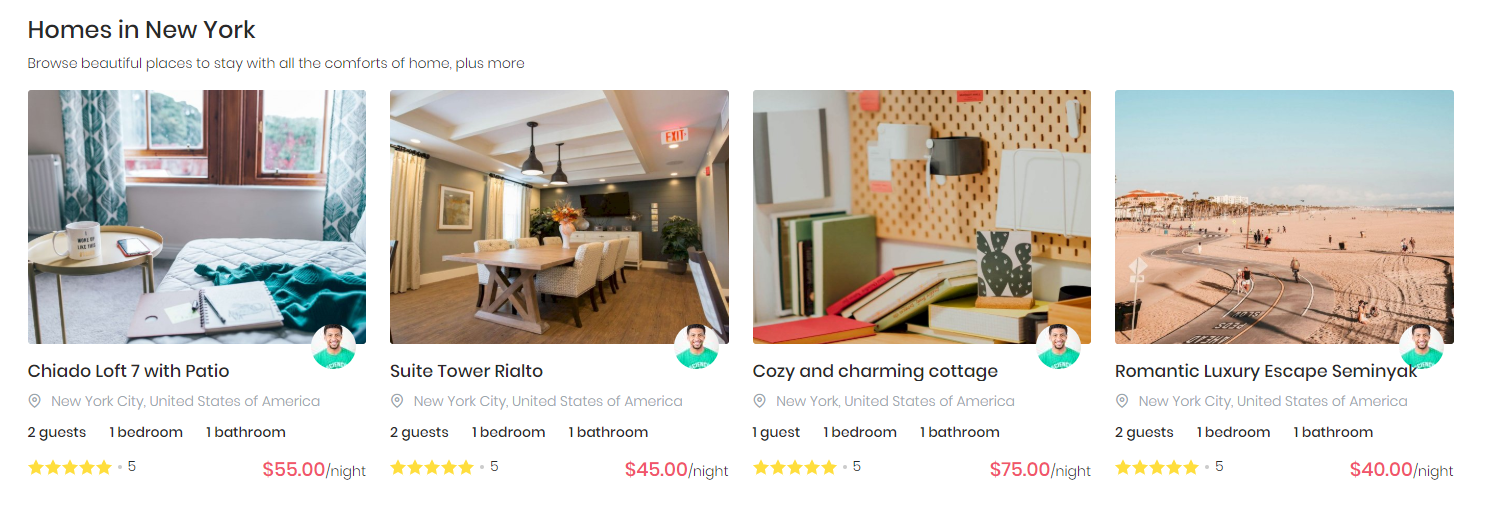 Homes in New York
Browse beautiful places to stay with all the comforts of home, plus more
EXIT
Chiado Loft 7 with Patio
Suite Tower Rialto
Cozy and charming cottage
Romantic Luxury Escape Seminyak
New York City, United States of America
New York City, United States of America
New York, United States of America
New York City, United States of America
2 guests 1 bedroom 1 bathroom
2 guests 1 bedroom 1 bathroom
1 guest 1 bedroom 1 bathroom
2 guests 1 bedroom 1 bathroom
5 $55.00/night
5 $45.00/night
5 $75.00/night
5 $40.00/night